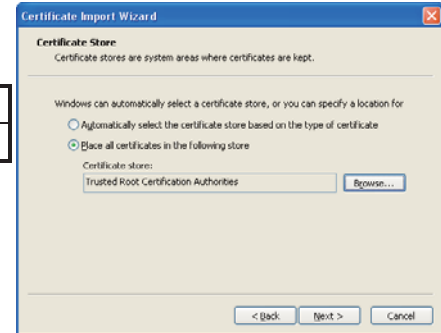 Certificate Import Wizard
Certificate Store
Certificate stores are system areas where certificates are kept.
Windows can automatically select a certificate store, or you can specify a location for
Automatically select the certificate store based on the type of certificate
Place all certificates in the following store
Certificate store:
Trusted Root Certification Authorities
Browse...
< Back
Next >
Cancel